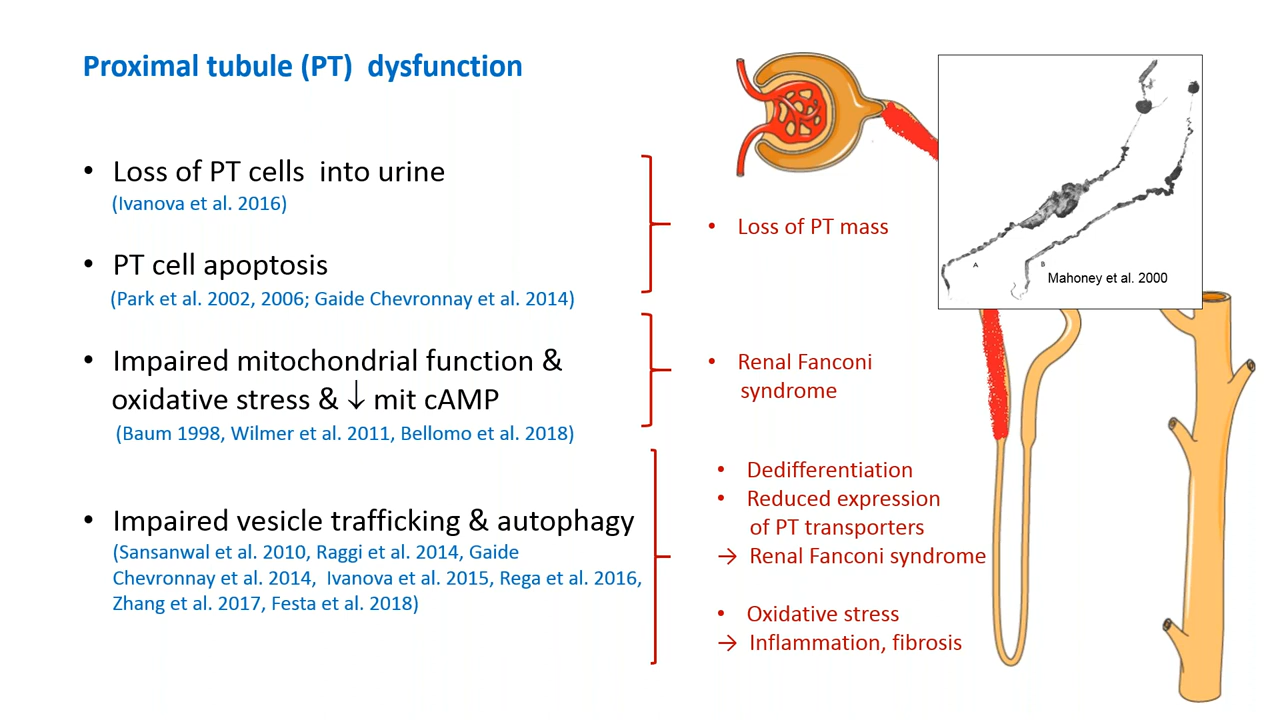 Proximal tubule (PT) dysfunction
• Loss of PT cells into urine
(Ivanova et al. 2016)
• PT cell apoptosis
(Park et al. 2002, 2006; Gaide Chevronnay et al. 2014)
• Impaired mitochondrial function &
oxidative stress & ↓ mit cAMP
(Baum 1998, Wilmer et al. 2011, Bellomo et al. 2018)
• Impaired vesicle trafficking & autophagy
(Sansanwal et al. 2010, Raggi et al. 2014, Gaide
Chevronnay et al. 2014, Ivanova et al. 2015, Rega et al. 2016,
Zhang et al. 2017, Festa et al. 2018)
• Loss of PT mass
• Renal Fanconi
syndrome
• Dedifferentiation
• Reduced expression
of PT transporters
→ Renal Fanconi syndrome
• Oxidative stress
→ Inflammation, fibrosis
A
B
Mahoney et al. 2000